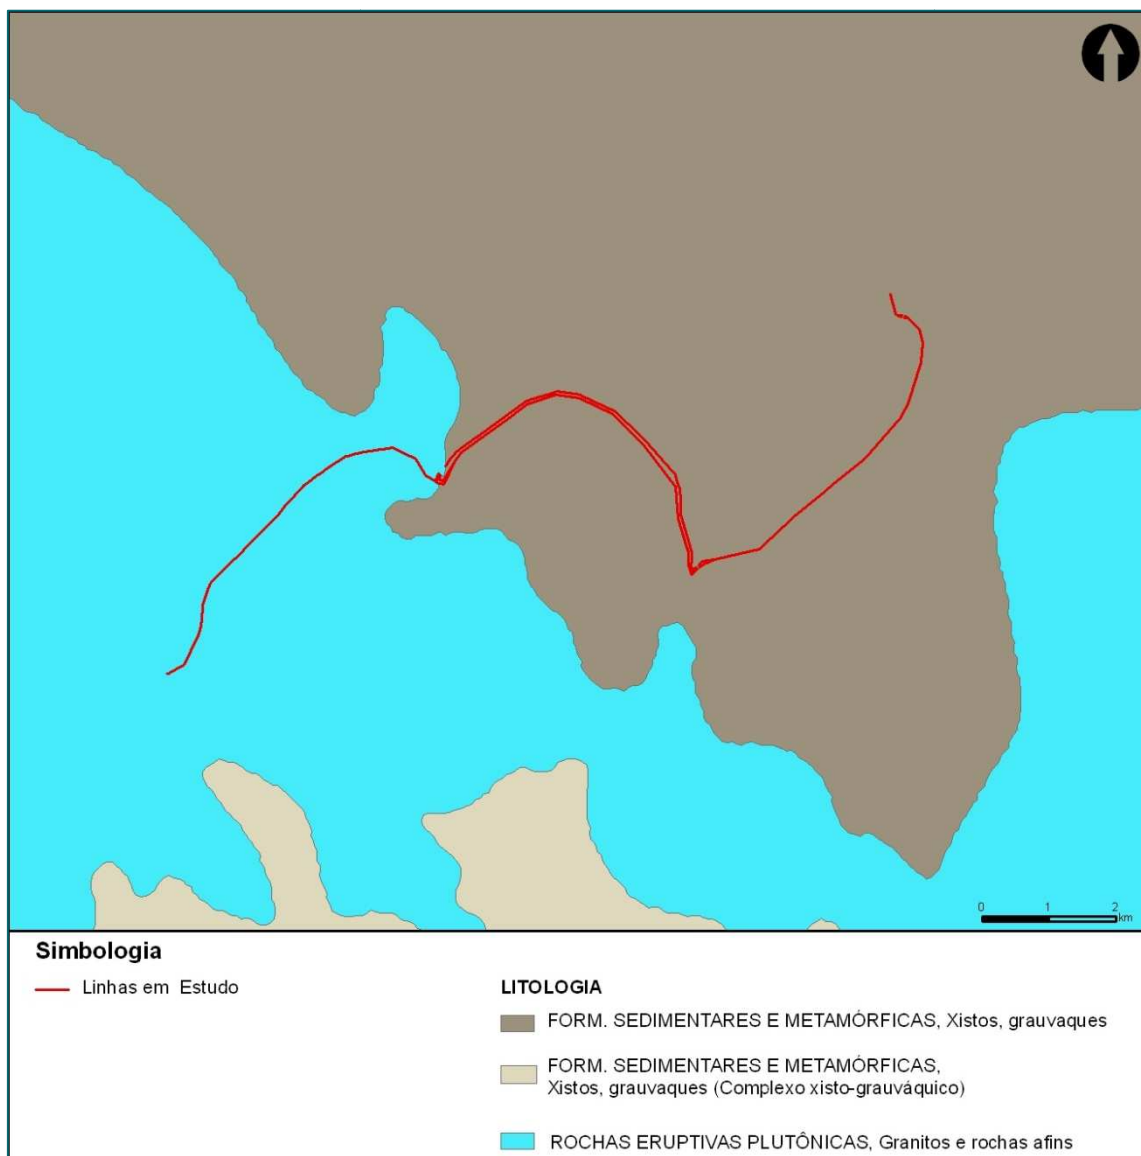 0 1 2
km
Simbologia
Linhas em Estudo
LITOLOGIA
FORM. SEDIMENTARES E METAMÓRFICAS, Xistos, grauvaques
FORM. SEDIMENTARES E METAMÓRFICAS,
Xistos, grauvaques (Complexo xisto-grauváquico)
ROCHAS ERUPTIVAS PLUTÔNICAS, Granitos e rochas afins